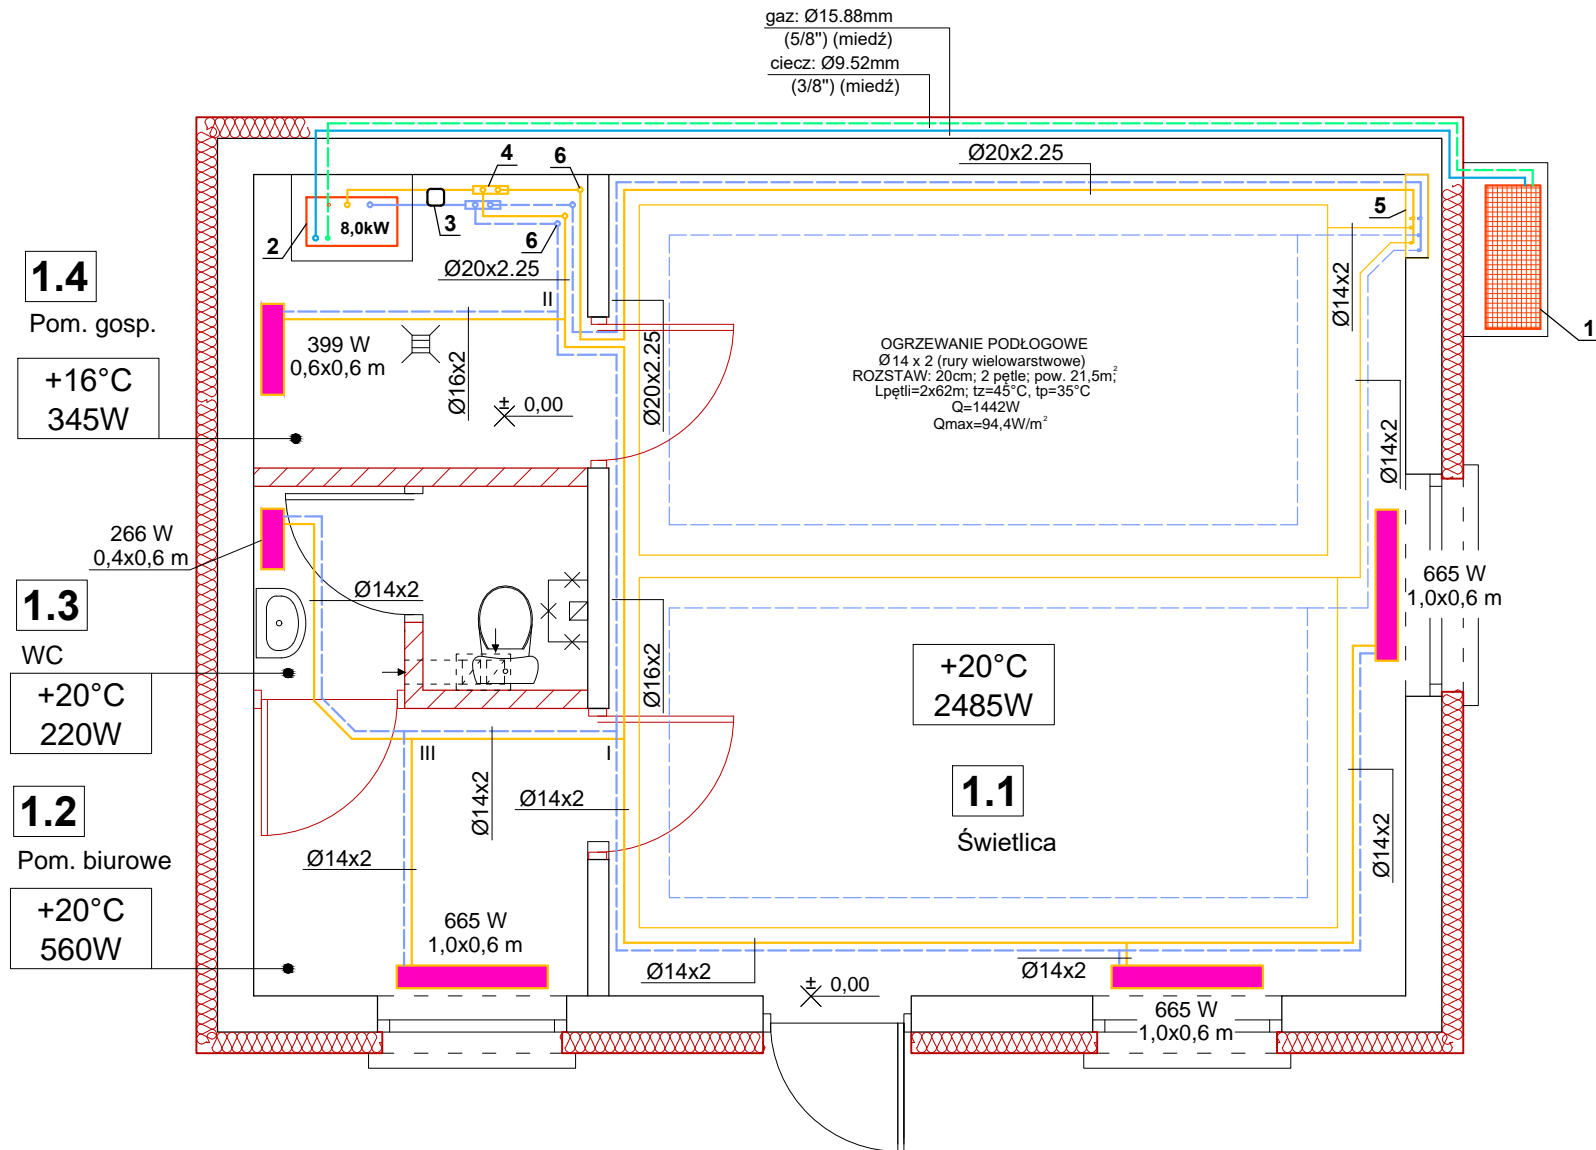 gaz: Ø15.88mm
(5/8") (miedź)
ciecz: Ø9.52mm
(3/8") (miedź)
4
6
Ø20x2.25
5
2
8,0kW
3
6
Ø20x2.25
Ø14x2
1
1.4
Pom. gosp.
II
399 W
0,6x0,6 m
Ø16x2
Ø20x2.25
+16°C
345W
± 0,00
OGRZEWANIE PODŁOGOWE
Ø14 x 2 (rury wielowarstwowe)
ROZSTAW: 20cm; 2 pętle; pow. 21,5m²;
Lpętli=2x62m; tz=45°C, tp=35°C
Q=1442W
Qmax=94,4W/m²
Ø14x2
266 W
0,4x0,6 m
Ø14x2
665 W
1,0x0,6 m
1.3
WC
+20°C
220W
Ø16x2
+20°C
2485W
III
I
Ø14x2
Ø14x2
1.1
Świetlica
Ø14x2
1.2
Pom. biurowe
Ø14x2
+20°C
560W
665 W
1,0x0,6 m
Ø14x2
Ø14x2
± 0,00
665 W
1,0x0,6 m